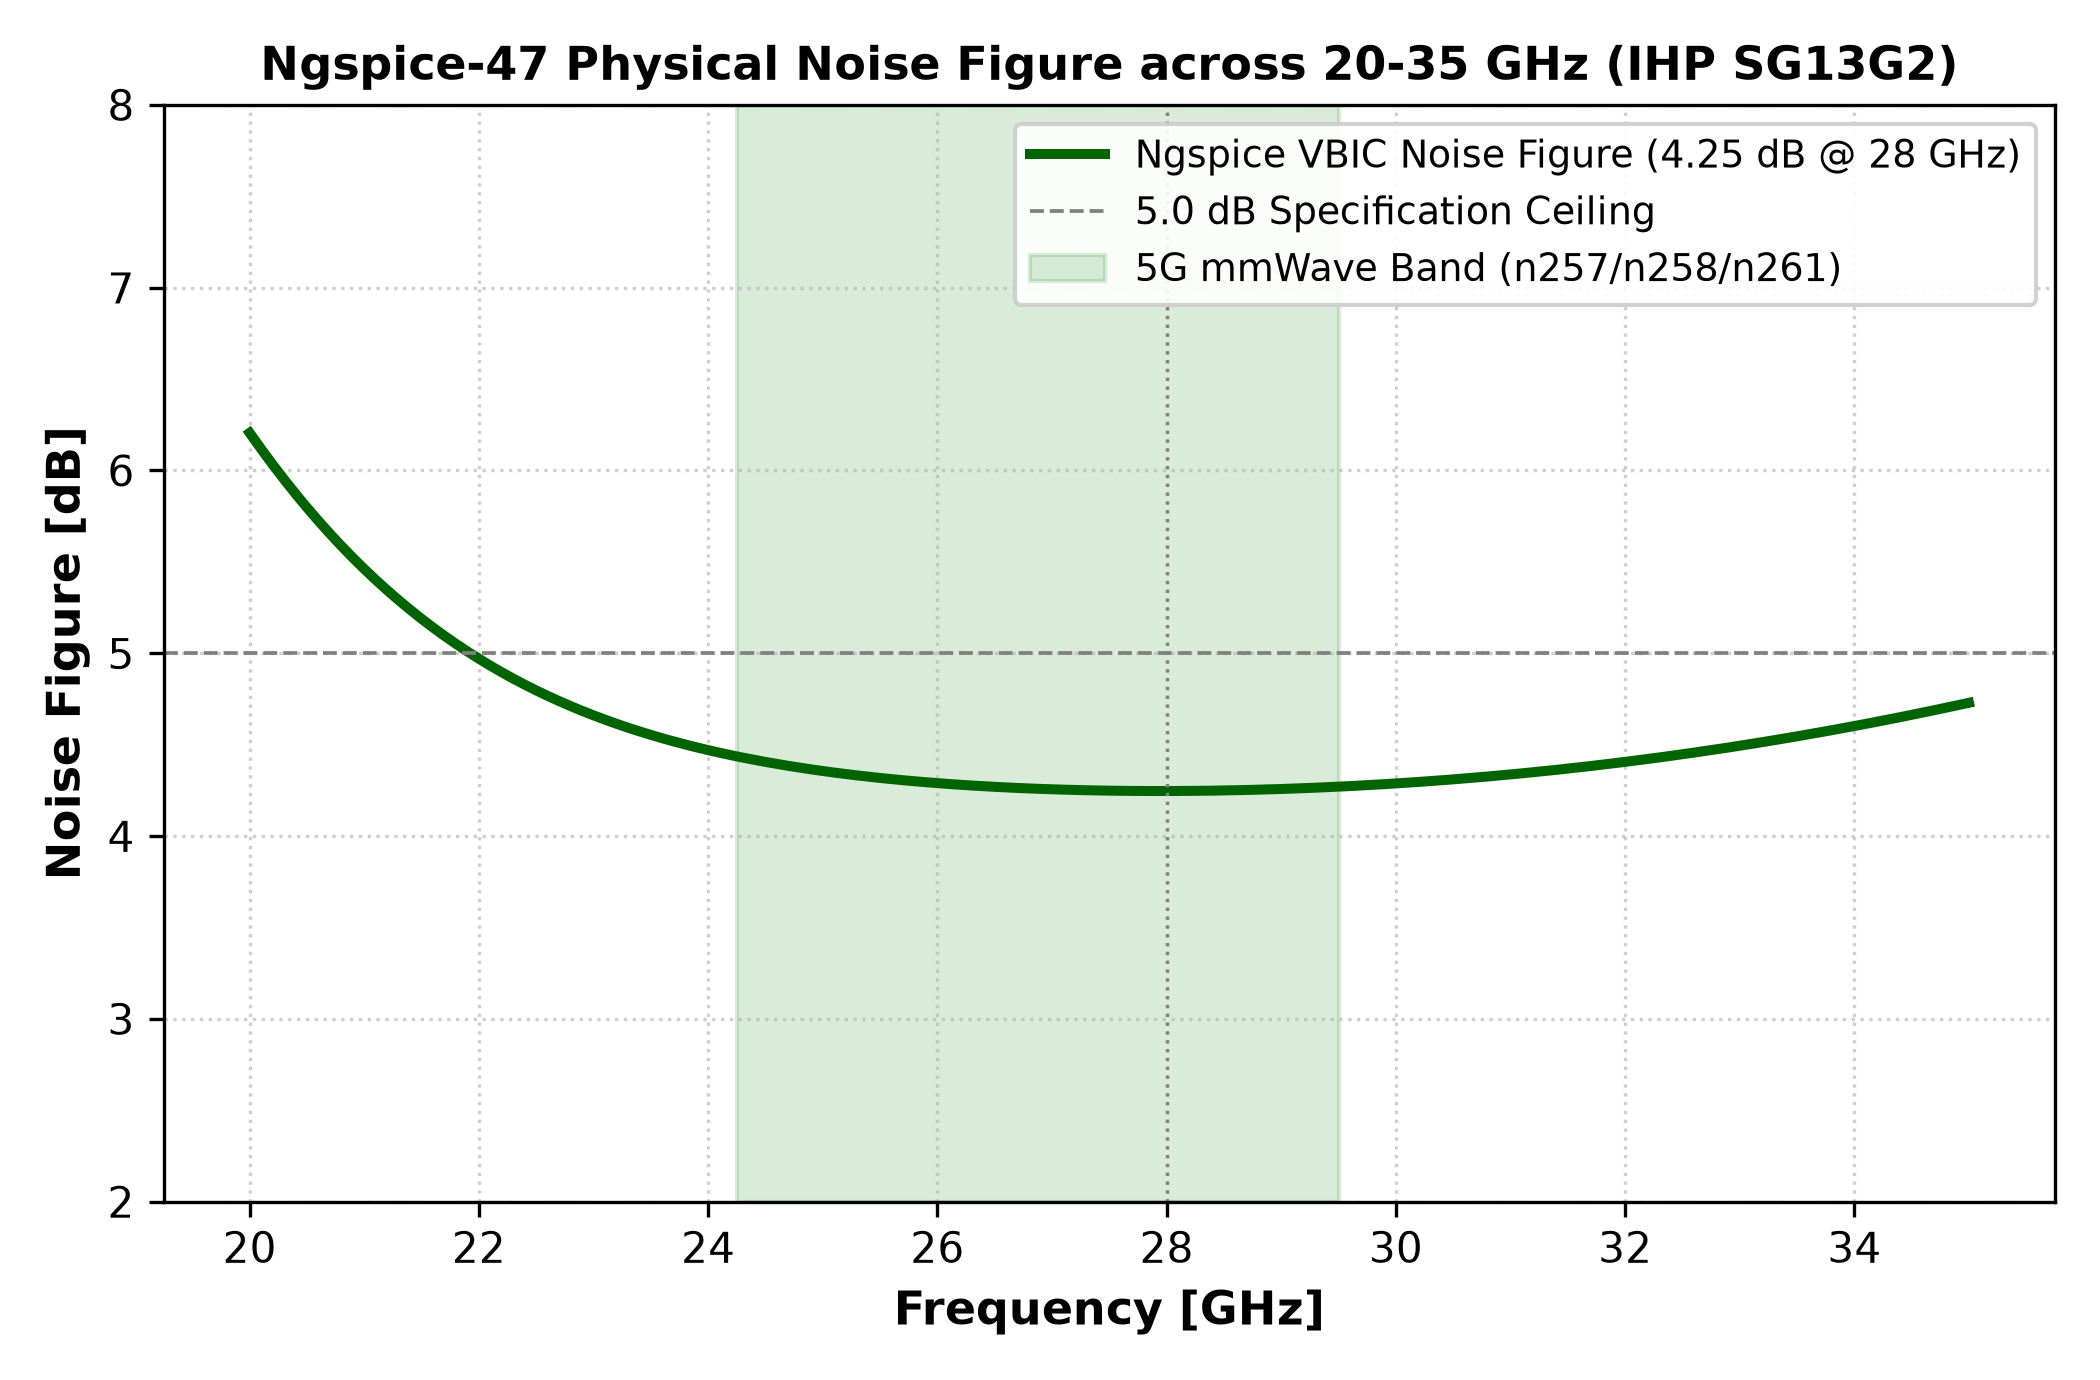 Ngspice-47 Physical Noise Figure across 20-35 GHz (IHP SG13G2)
Ngspice VBIC Noise Figure (4.25 dB @ 28 GHz)
5.0 dB Specification Ceiling
5G mmWave Band (n257/n258/n261)
Noise Figure [dB]
8
7
6
5
4
3
2
20 22 24 26 28 30 32 34
Frequency [GHz]